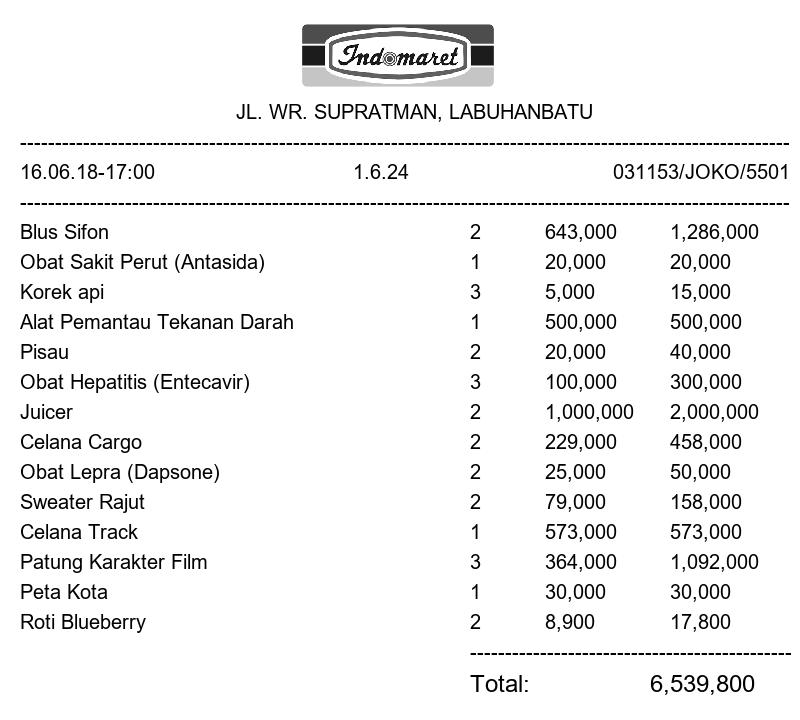 Indomaret
JL. WR. SUPRATMAN, LABUHANBATU
16.06.18-17:00 1.6.24 031153/JOKO/5501
Blus Sifon 2 643,000 1,286,000
Obat Sakit Perut (Antasida) 1 20,000 20,000
Korek api 3 5,000 15,000
Alat Pemantau Tekanan Darah 1 500,000 500,000
Pisau 2 20,000 40,000
Obat Hepatitis (Entecavir) 3 100,000 300,000
Juicer 2 1,000,000 2,000,000
Celana Cargo 2 229,000 458,000
Obat Lepra (Dapsone) 2 25,000 50,000
Sweater Rajut 2 79,000 158,000
Celana Track 1 573,000 573,000
Patung Karakter Film 3 364,000 1,092,000
Peta Kota 1 30,000 30,000
Roti Blueberry 2 8,900 17,800
Total: 6,539,800